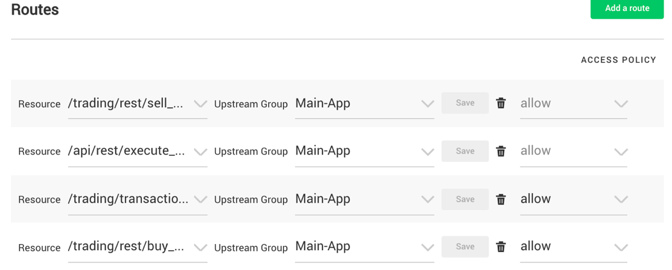 Routes
Add a route
ACCESS POLICY
Resource /trading/rest/sell_... Upstream Group Main-App Save allow
Resource /api/rest/execute_... Upstream Group Main-App Save allow
Resource /trading/transactio... Upstream Group Main-App Save allow
Resource /trading/rest/buy_... Upstream Group Main-App Save allow